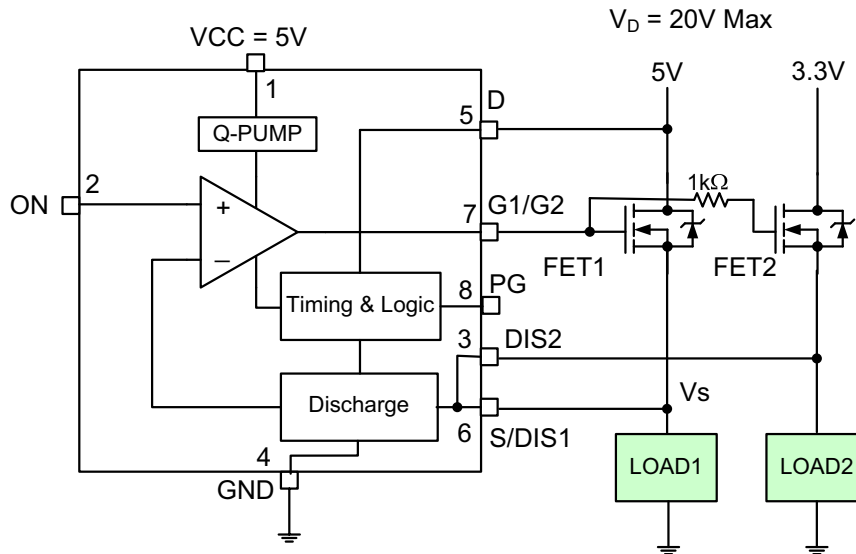 V_D = 20V Max
VCC = 5V
5V
3.3V
1
D
5
Q-PUMP
2
1kΩ
ON
+
7
G1/G2
–
FET1
FET2
PG
Timing & Logic
8
3
DIS2
Discharge
Vs
6
S/DIS1
4
LOAD1
LOAD2
GND